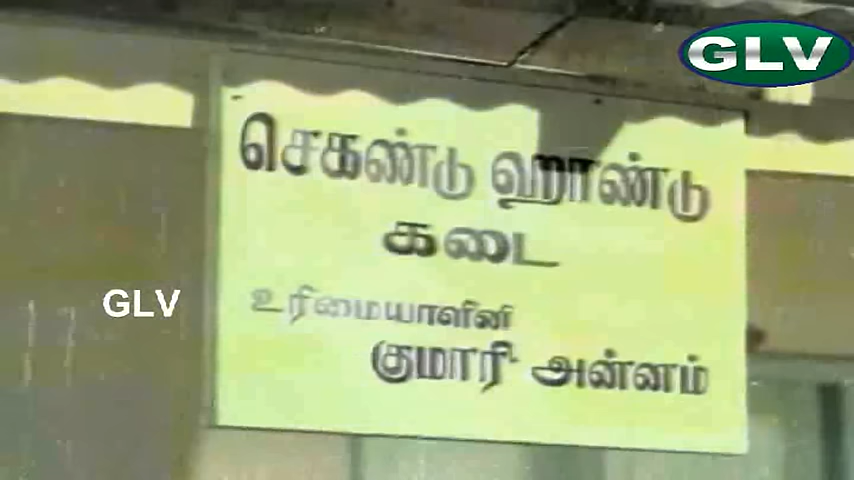 GLV
செகண்டு ஹாண்டு
கடை
உரிமையாளினி
குமாரி அன்னம்
GLV